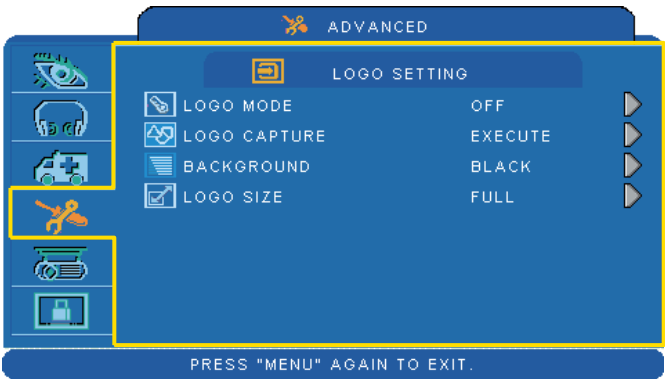 ADVANCED
LOGO SETTING
LOGO MODE OFF
LOGO CAPTURE EXECUTE
BACKGROUND BLACK
LOGO SIZE FULL
PRESS "MENU" AGAIN TO EXIT.